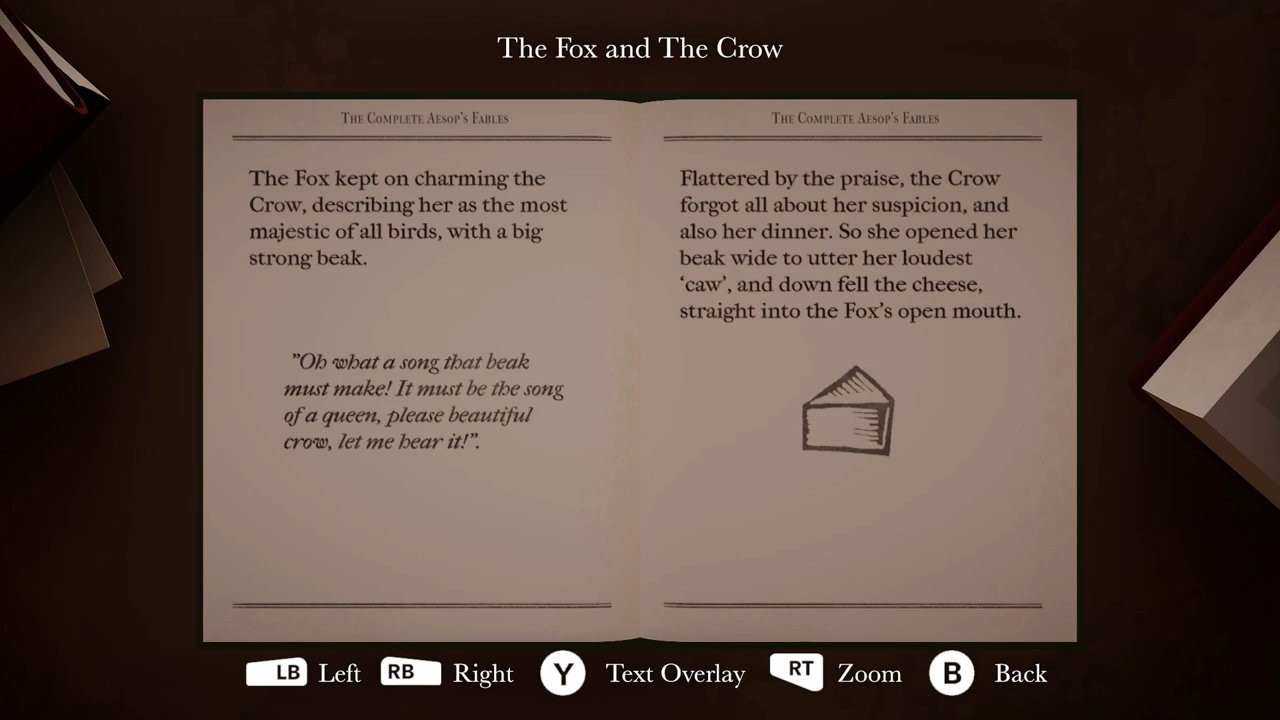 The Fox and The Crow
The Complete Aesop's Fables
The Fox kept on charming the
Crow, describing her as the most
majestic of all birds, with a big
strong beak.
"Oh what a song that beak
must make! It must be the song
of a queen, please beautiful
crow, let me hear it!".
The Complete Aesop's Fables
Flattered by the praise, the Crow
forgot all about her suspicion, and
also her dinner. So she opened her
beak wide to utter her loudest
‘caw’, and down fell the cheese,
straight into the Fox’s open mouth.
LB Left RB Right Y Text Overlay RT Zoom B Back